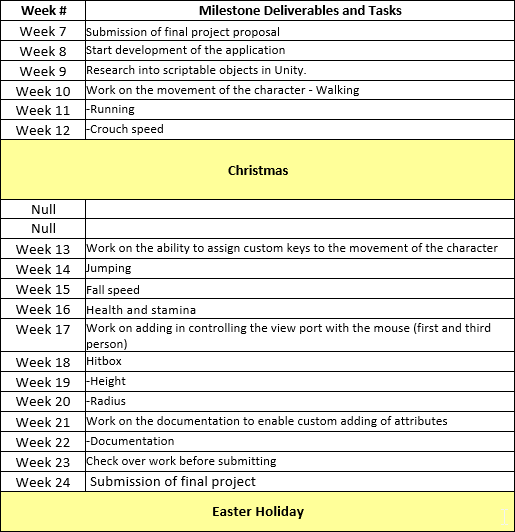 Week # Milestone Deliverables and Tasks
Week 7 Submission of final project proposal
Week 8 Start development of the application
Week 9 Research into scriptable objects in Unity.
Week 10 Work on the movement of the character - Walking
Week 11 -Running
Week 12 -Crouch speed
Christmas
Null
Null
Week 13 Work on the ability to assign custom keys to the movement of the character
Week 14 Jumping
Week 15 Fall speed
Week 16 Health and stamina
Week 17 Work on adding in controlling the view port with the mouse (first and third
person)
Week 18 Hitbox
Week 19 -Height
Week 20 -Radius
Week 21 Work on the documentation to enable custom adding of attributes
Week 22 -Documentation
Week 23 Check over work before submitting
Week 24 Submission of final project
Easter Holiday